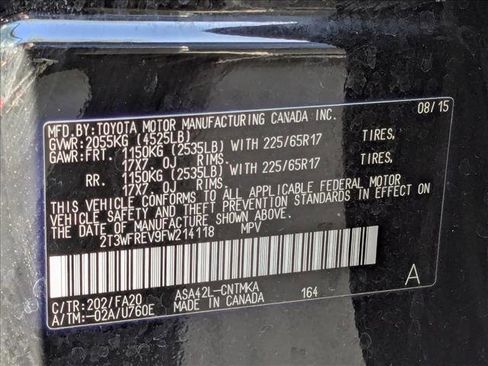 MFD.BY:TOYOTA MOTOR MANUFACTURING CANADA INC. 08/15
GVWR:2055KG (4525LB)
GAWR:FRT. 1150KG (2535LB) WITH 225/65R17 TIRES,
17X7.0J RIMS.
RR. 1150KG (2535LB) WITH 225/65R17 TIRES,
17X7.0J RIMS.
THIS VEHICLE CONFORMS TO ALL APPLICABLE FEDERAL MOTOR
VEHICLE SAFETY AND THEFT PREVENTION STANDARDS IN EFFECT ON
THE DATE OF MANUFACTURE SHOWN ABOVE.
2T3WFREV9FW214118 MPV
C/TR:202/FA20 ASA42L-CNTMKA A
A/TM:-02A/U760E MADE IN CANADA 164